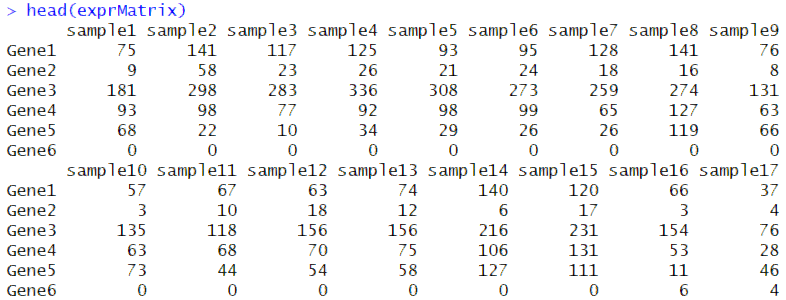 > head(exprMatrix)
      sample1 sample2 sample3 sample4 sample5 sample6 sample7 sample8 sample9
Gene1      75     141     117     125      93      95     128     141      76
Gene2       9      58      23      26      21      24      18      16       8
Gene3     181     298     283     336     308     273     259     274     131
Gene4      93      98      77      92      98      99      65     127      63
Gene5      68      22      10      34      29      26      26     119      66
Gene6       0       0       0       0       0       0       0       0       0
      sample10 sample11 sample12 sample13 sample14 sample15 sample16 sample17
Gene1       57       67       63       74      140      120       66       37
Gene2        3       10       18       12        6       17        3        4
Gene3      135      118      156      156      216      231      154       76
Gene4       63       68       70       75      106      131       53       28
Gene5       73       44       54       58      127      111       11       46
Gene6        0        0        0        0        0        0        6        4